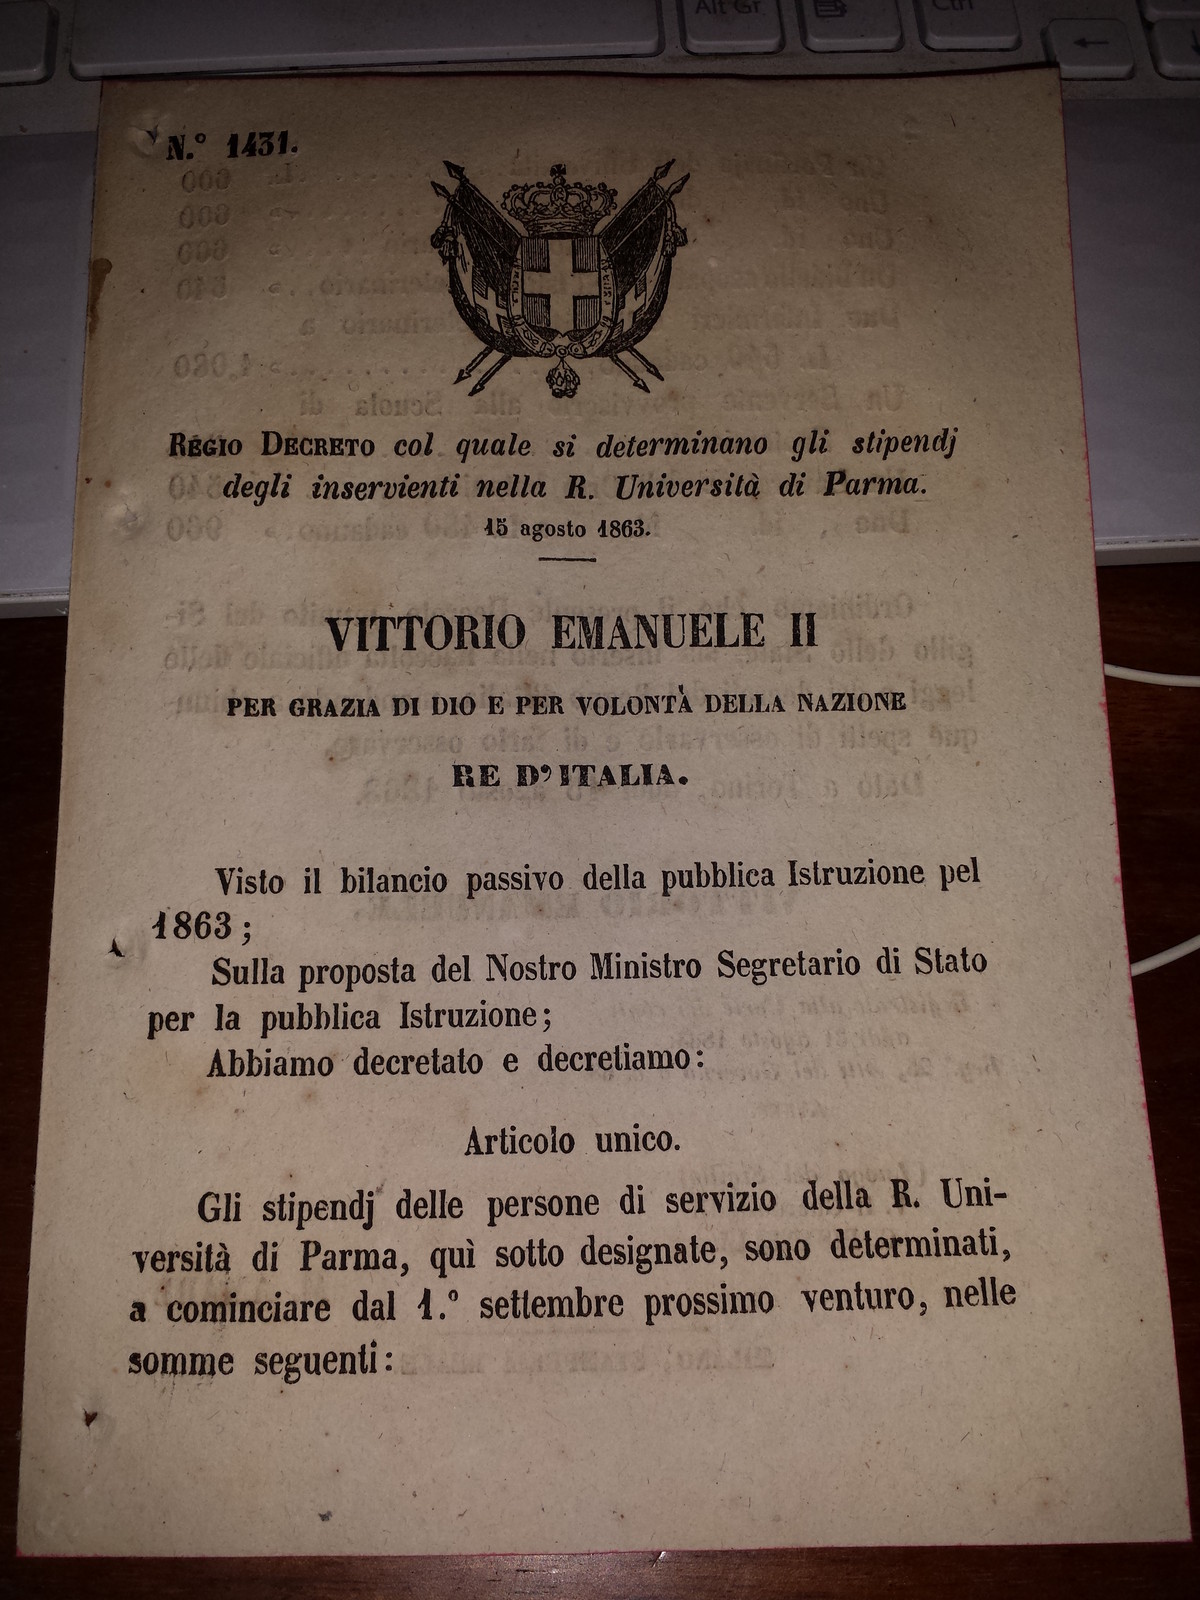 Alt Gr
Ctrl
N.° 1431.
REGIO DECRETO col quale si determinano gli stipendj
degli inservienti nella R. Università di Parma.
15 agosto 1863.
VITTORIO EMANUELE II
PER GRAZIA DI DIO E PER VOLONTÀ DELLA NAZIONE
RE D'ITALIA.
Visto il bilancio passivo della pubblica Istruzione pel
1863;
Sulla proposta del Nostro Ministro Segretario di Stato
per la pubblica Istruzione;
Abbiamo decretato e decretiamo:
Articolo unico.
Gli stipendj delle persone di servizio della R. Uni-
versità di Parma, quì sotto designate, sono determinati,
a cominciare dal 1.° settembre prossimo venturo, nelle
somme seguenti: